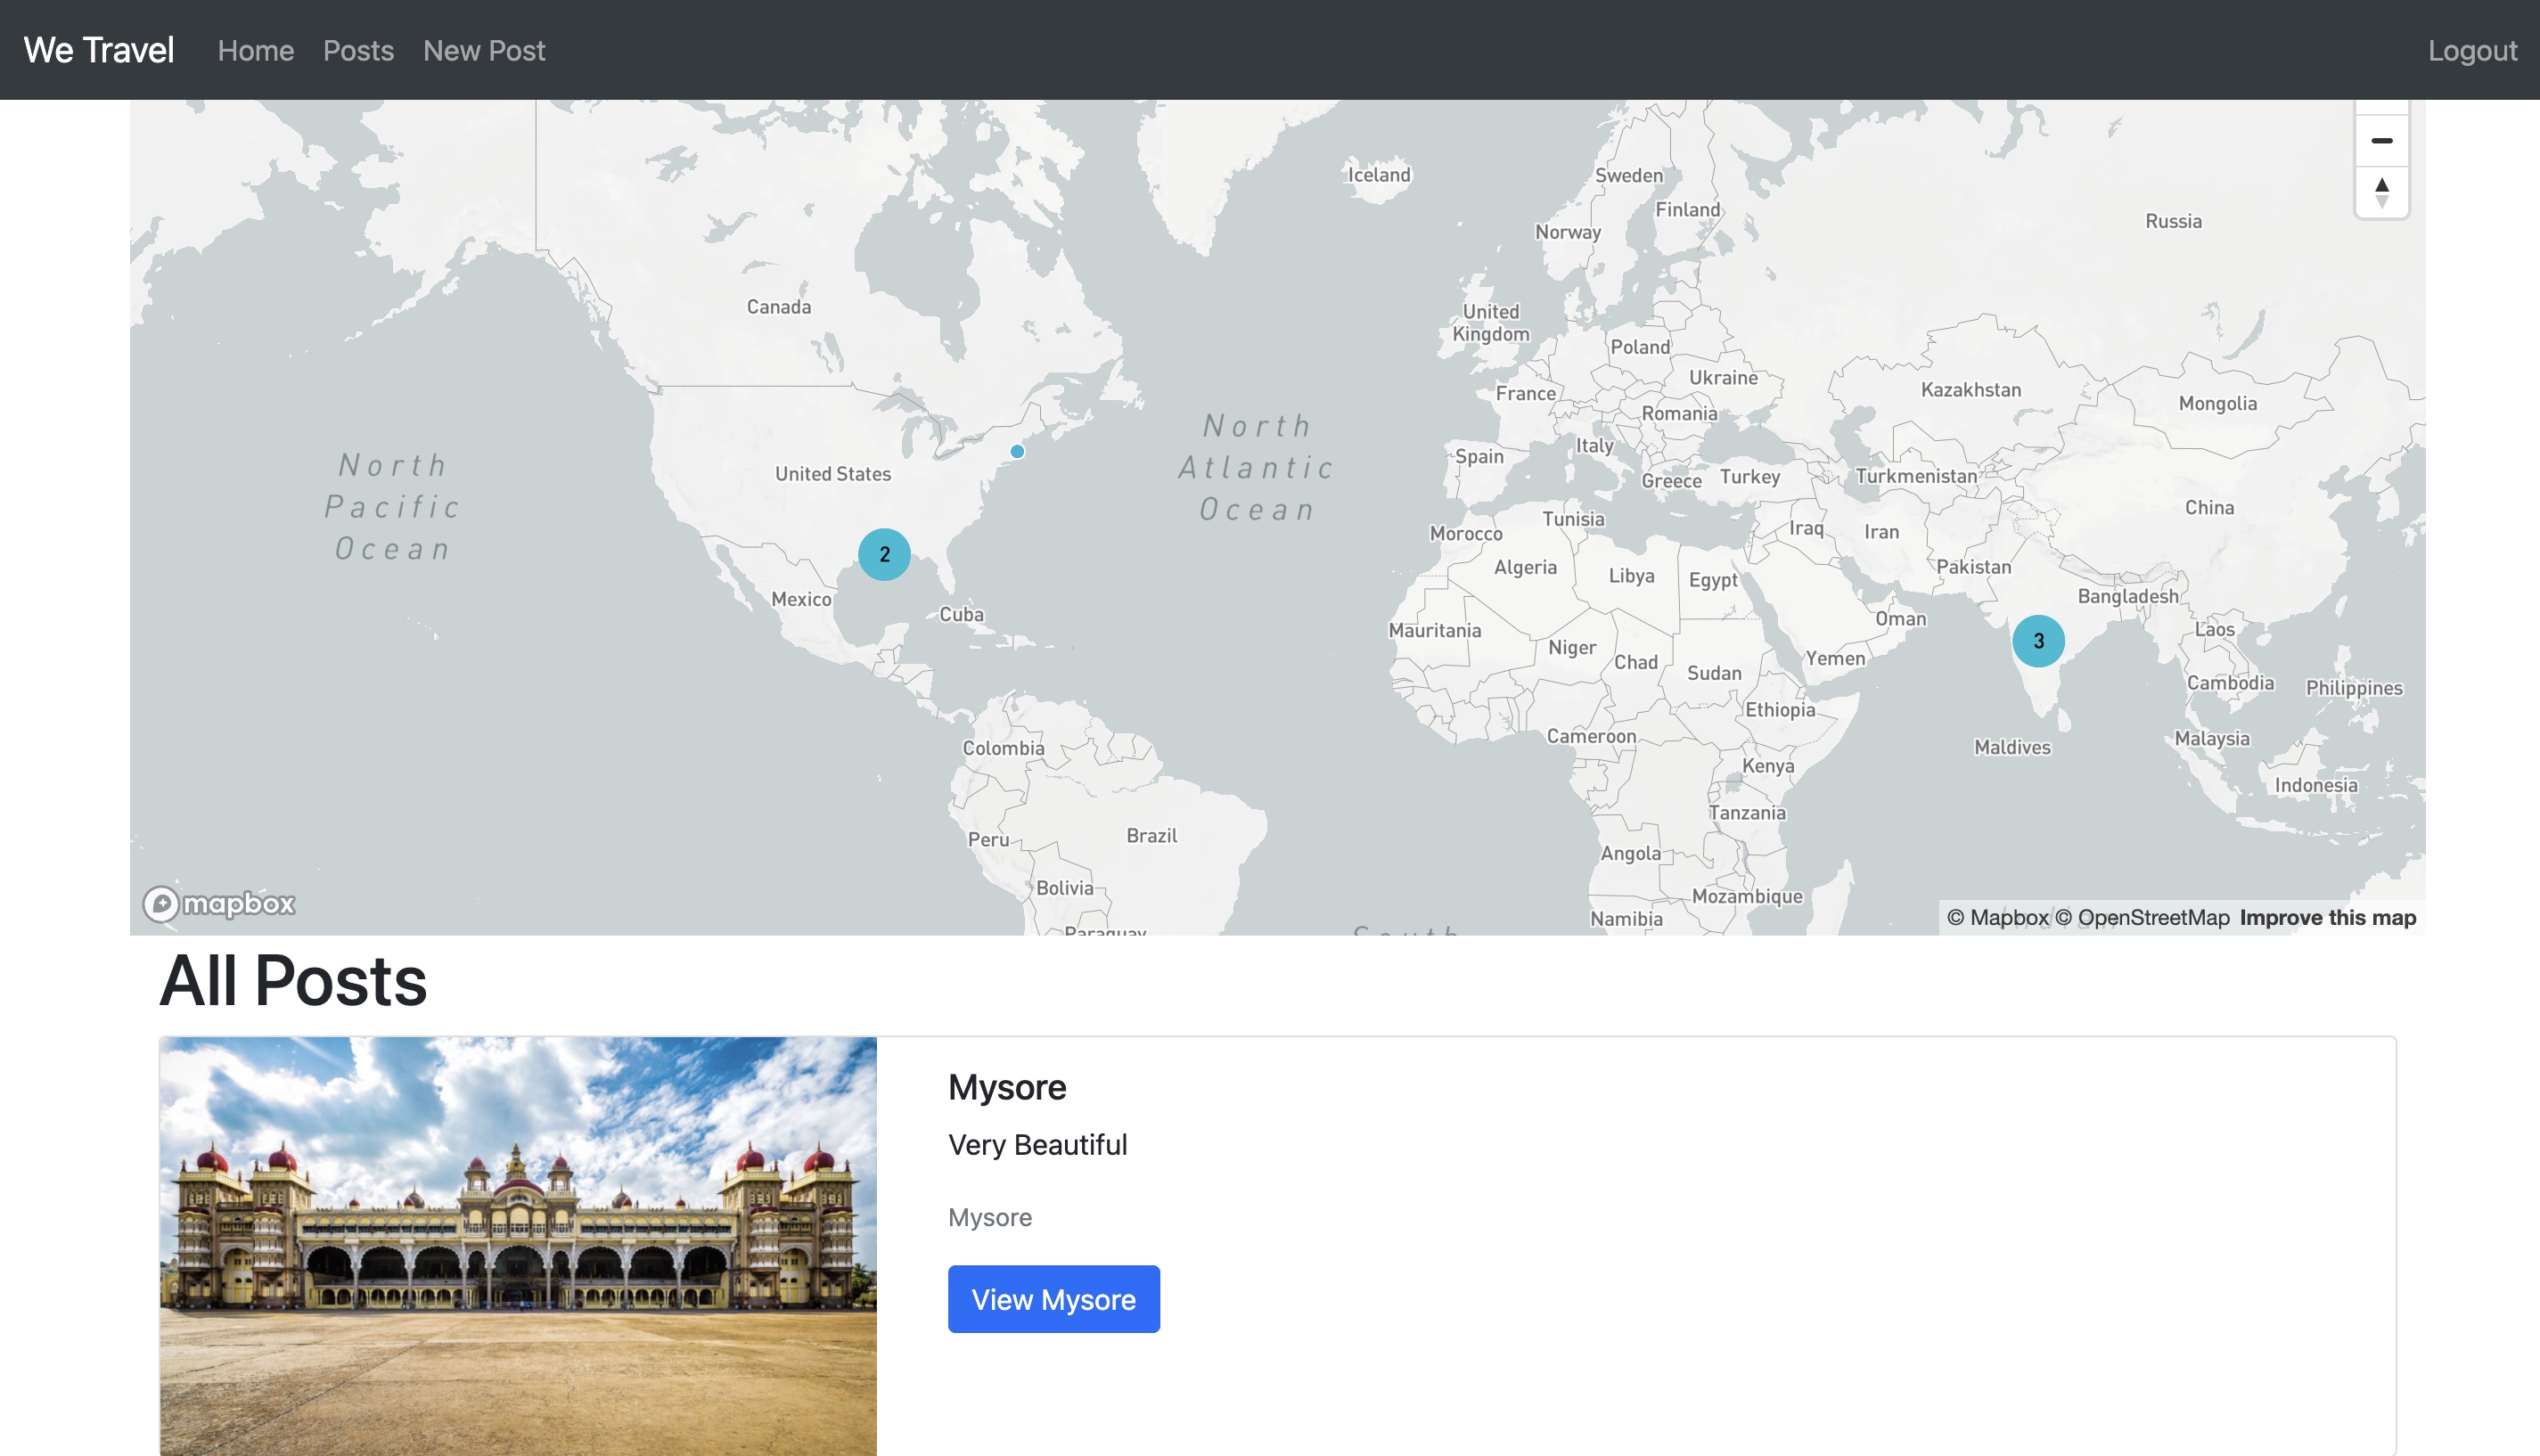 We Travel
Home
Posts
New Post
Logout
Iceland
Sweden
Finland
Norway
Russia
Canada
United
Kingdom
Poland
Ukraine
France
Kazakhstan
Romania
Mongolia
North
Atlantic
Ocean
Italy
Spain
North
Pacific
Ocean
United States
Greece
Turkey
Turkmenistan
China
Tunisia
Morocco
Iraq
Iran
2
Algeria
Libya
Egypt
Pakistan
Bangladesh
Mexico
Cuba
Oman
Mauritania
Laos
3
Niger
Chad
Sudan
Yemen
Cambodia
Philippines
Ethiopia
Cameroon
Colombia
Maldives
Malaysia
Kenya
Indonesia
Tanzania
Peru
Brazil
Angola
Bolivia
Mozambique
Namibia
Paraguay
South
mapbox
© Mapbox © OpenStreetMap Improve this map
All Posts
Mysore
Very Beautiful
Mysore
View Mysore